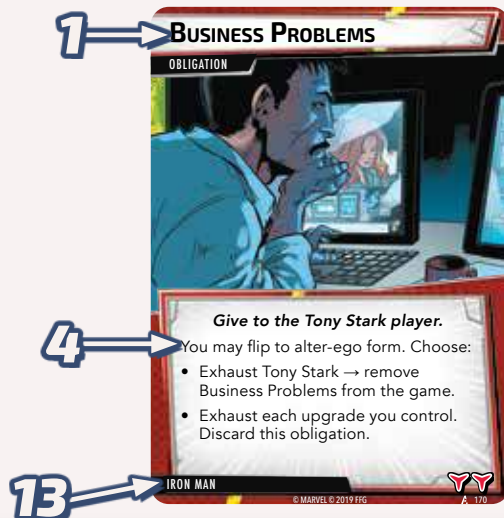 1
BUSINESS PROBLEMS
OBLIGATION
Give to the Tony Stark player.
4
You may flip to alter-ego form. Choose:
• Exhaust Tony Stark → remove
Business Problems from the game.
• Exhaust each upgrade you control.
Discard this obligation.
13
IRON MAN
© MARVEL © 2019 FFG
170